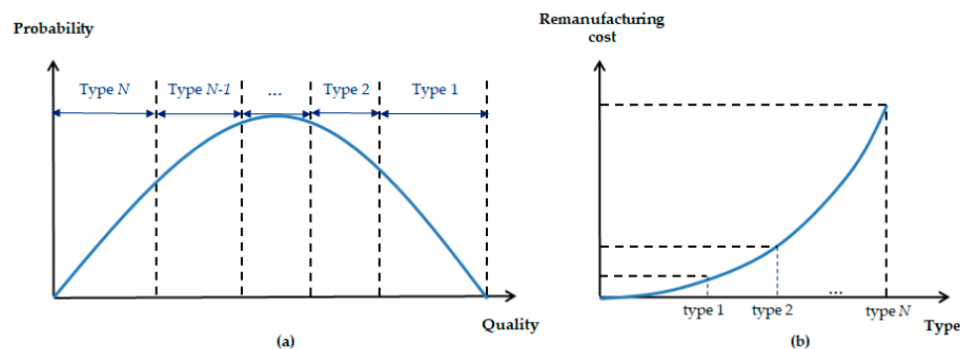 Probability
Type N
Type N-1
...
Type 2
Type 1
Quality
(a)
Remanufacturing
cost
...
type 1
type 2
type N
Type
(b)